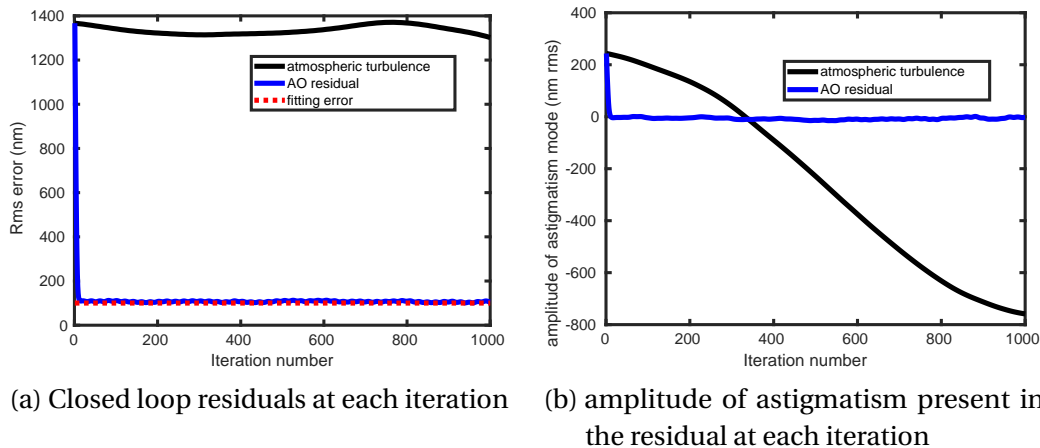 1400
1200
1000
800
600
400
200
0
Rms error (nm)
atmospheric turbulence
AO residual
fitting error
0 200 400 600 800 1000
Iteration number
(a) Closed loop residuals at each iteration
400
200
0
-200
-400
-600
-800
amplitude of astigmatism mode (nm rms)
atmospheric turbulence
AO residual
0 200 400 600 800 1000
Iteration number
(b) amplitude of astigmatism present in
the residual at each iteration